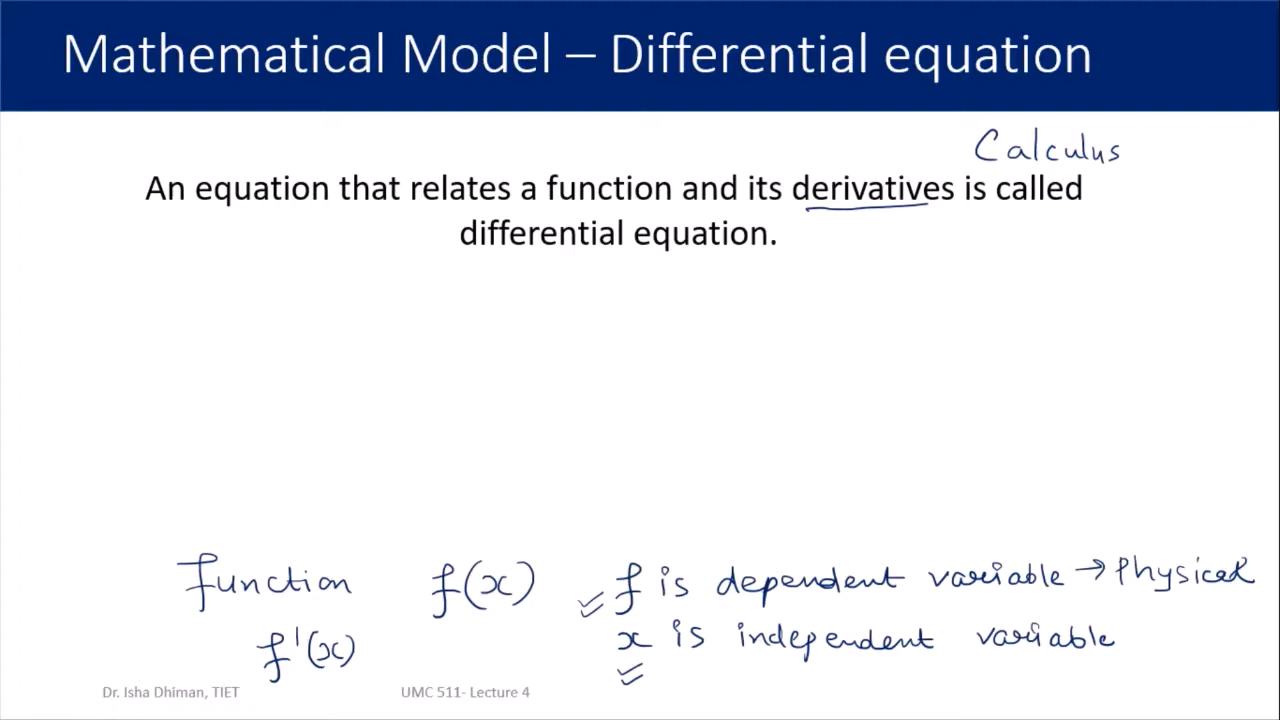 Mathematical Model – Differential equation
Calculus
An equation that relates a function and its derivatives is called
differential equation.
function f(x) f is dependent variable → Physical
f'(x) x is independent variable
Dr. Isha Dhiman, TIET UMC 511- Lecture 4